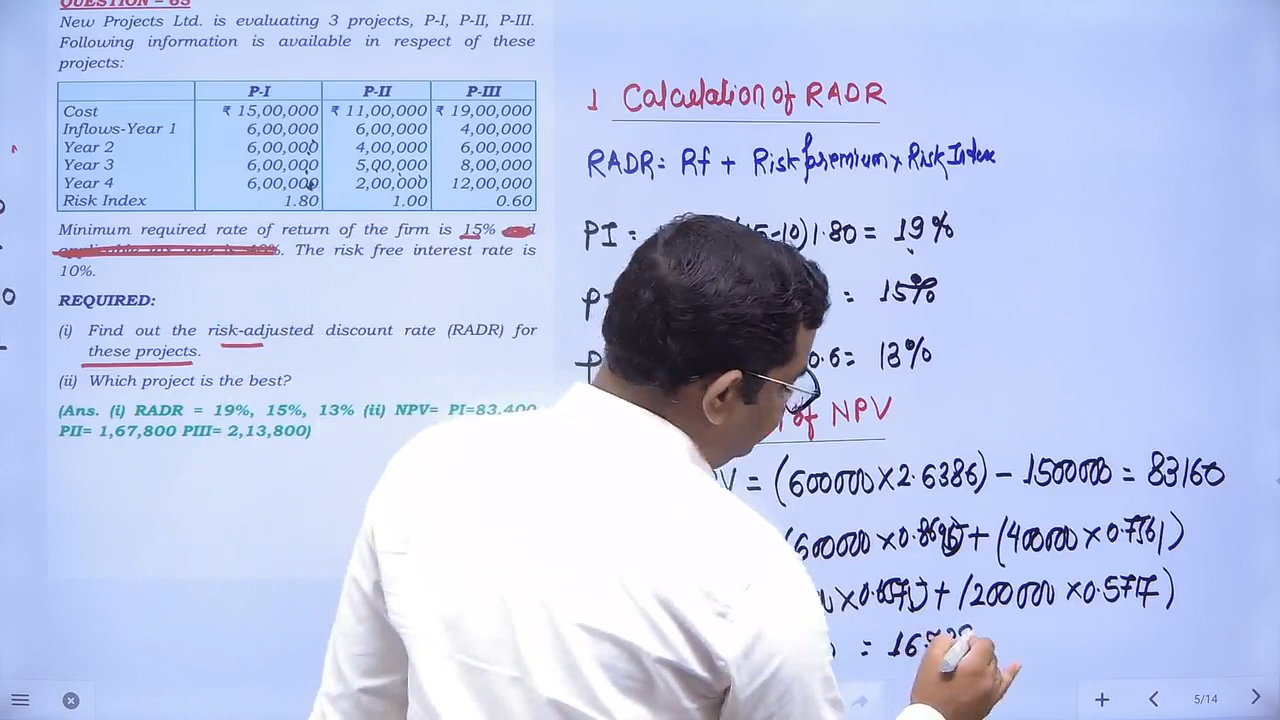 QUESTION – 65
New Projects Ltd. is evaluating 3 projects, P-I, P-II, P-III.
Following information is available in respect of these
projects:
P-I P-II P-III
Cost ₹ 15,00,000 ₹ 11,00,000 ₹ 19,00,000
Inflows-Year 1 6,00,000 6,00,000 4,00,000
Year 2 6,00,000 4,00,000 6,00,000
Year 3 6,00,000 5,00,000 8,00,000
Year 4 6,00,000 2,00,000 12,00,000
Risk Index 1.80 1.00 0.60
Minimum required rate of return of the firm is 15%
. The risk free interest rate is
10%.
REQUIRED:
(i) Find out the risk-adjusted discount rate (RADR) for
these projects.
(ii) Which project is the best?
(Ans. (i) RADR = 19%, 15%, 13% (ii) NPV= PI=83,400
PII= 1,67,800 PIII= 2,13,800)
1 Calculation of RADR
RADR = Rf + Risk premium × Risk Index
PI = 15-10) 1.80 = 19%
= 15%
0.6 = 13%
of NPV
= (600000 × 2.6386) - 1500000 = 83160
600000 × 0.8695) + (400000 × 0.7561)
+ (200000 × 0.5717)
=
5/14